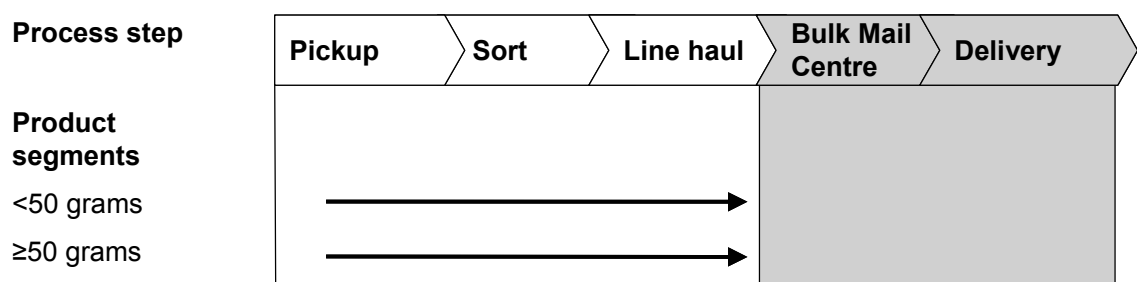 Process step
Pickup
Sort
Line haul
Bulk Mail
Centre
Delivery
Product
segments
<50 grams
≥50 grams